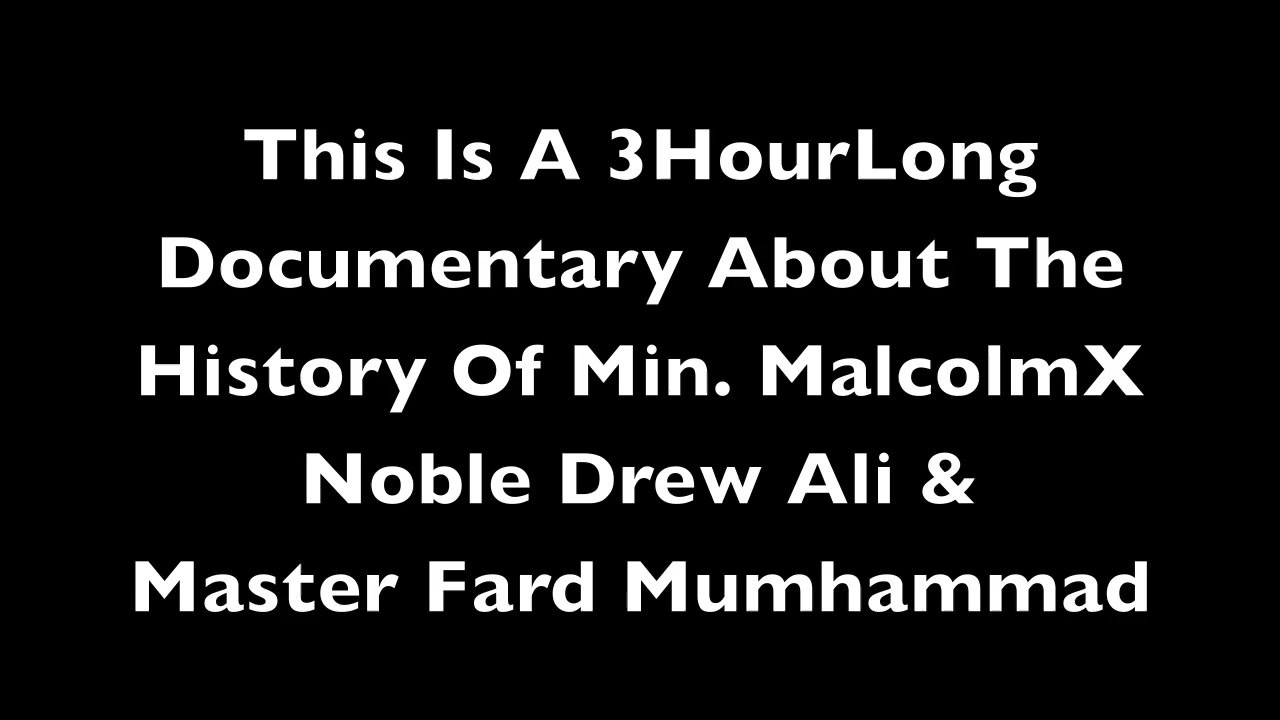 This Is A 3HourLong
Documentary About The
History Of Min. MalcolmX
Noble Drew Ali &
Master Fard Mumhammad